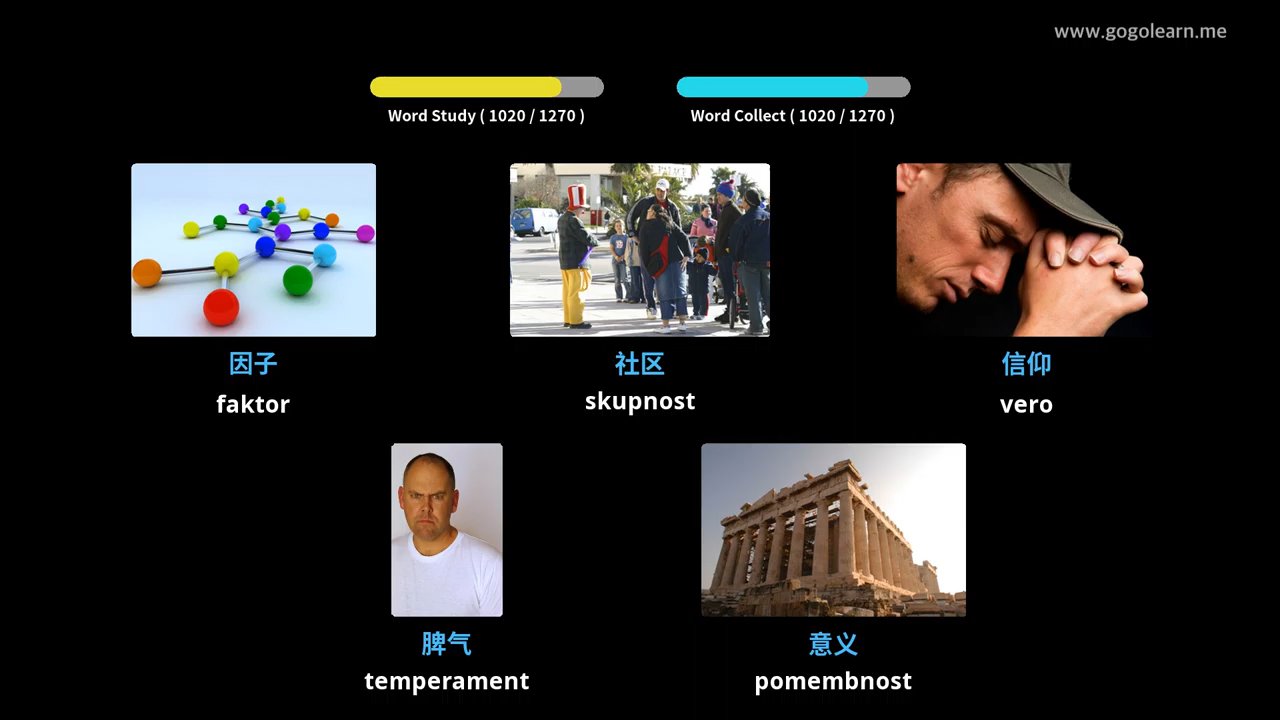 www.gogolearn.me
Word Study ( 1020 / 1270 )
Word Collect ( 1020 / 1270 )
因子
社区
信仰
faktor
skupnost
vero
脾气
意义
temperament
pomembnost